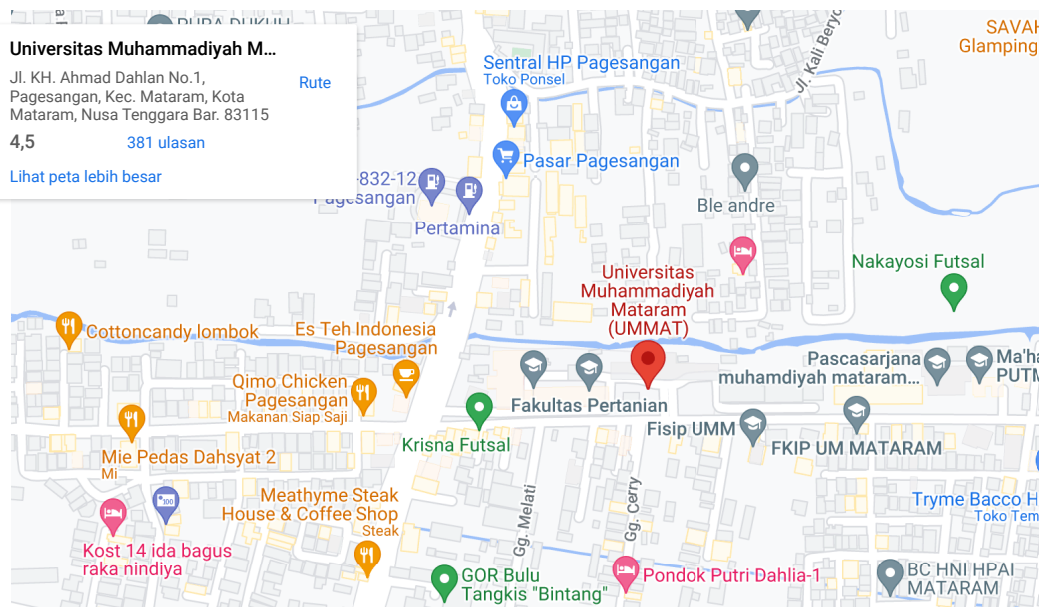 PURA DUKUH
Universitas Muhammadiyah M...
Jl. KH. Ahmad Dahlan No.1,
Pagesangan, Kec. Mataram, Kota
Mataram, Nusa Tenggara Bar. 83115
Rute
4,5
381 ulasan
Lihat peta lebih besar
SAVAH
Glamping
Jl. Kali Beryo
Sentral HP Pagesangan
Toko Ponsel
Pasar Pagesangan
-832-12
Pagesangan
Pertamina
Ble andre
Nakayosi Futsal
Universitas
Muhammadiyah
Mataram
(UMMAT)
Cottoncandy lombok
Es Teh Indonesia
Pagesangan
Qimo Chicken
Pagesangan
Makanan Siap Saji
Pascasarjana
muhamdiyah mataram...
Ma'ha
PUTM
Fakultas Pertanian
Krisna Futsal
Fisip UMM
FKIP UM MATARAM
Mie Pedas Dahsyat 2
Mi
Meathyme Steak
House & Coffee Shop
Steak
Gg. Melati
Gg. Cerry
Tryme Bacco H
Toko Tem
Kost 14 ida bagus
raka nindiya
GOR Bulu
Tangkis "Bintang"
Pondok Putri Dahlia-1
BC HNI HPAI
MATARAM